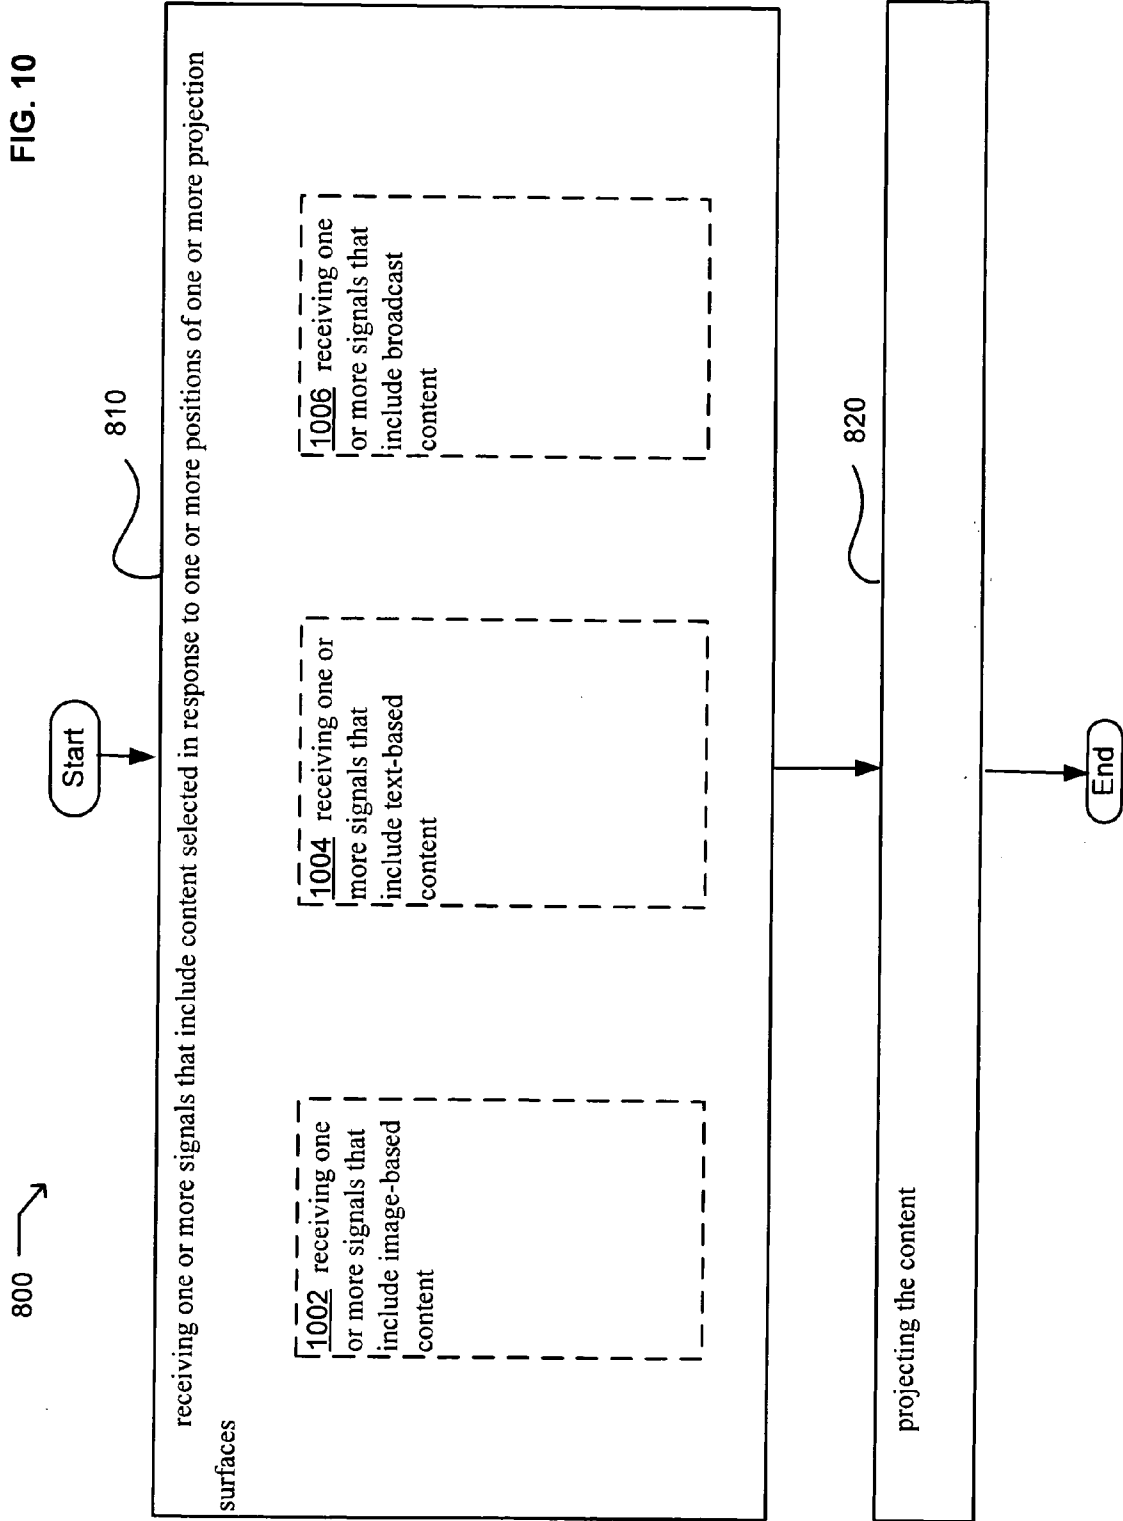 FIG. 10
800
Start
810
receiving one or more signals that include content selected in response to one or more positions of one or more projection
surfaces
1002 receiving one
or more signals that
include image-based
content
1004 receiving one or
more signals that
include text-based
content
1006 receiving one
or more signals that
include broadcast
content
820
projecting the content
End